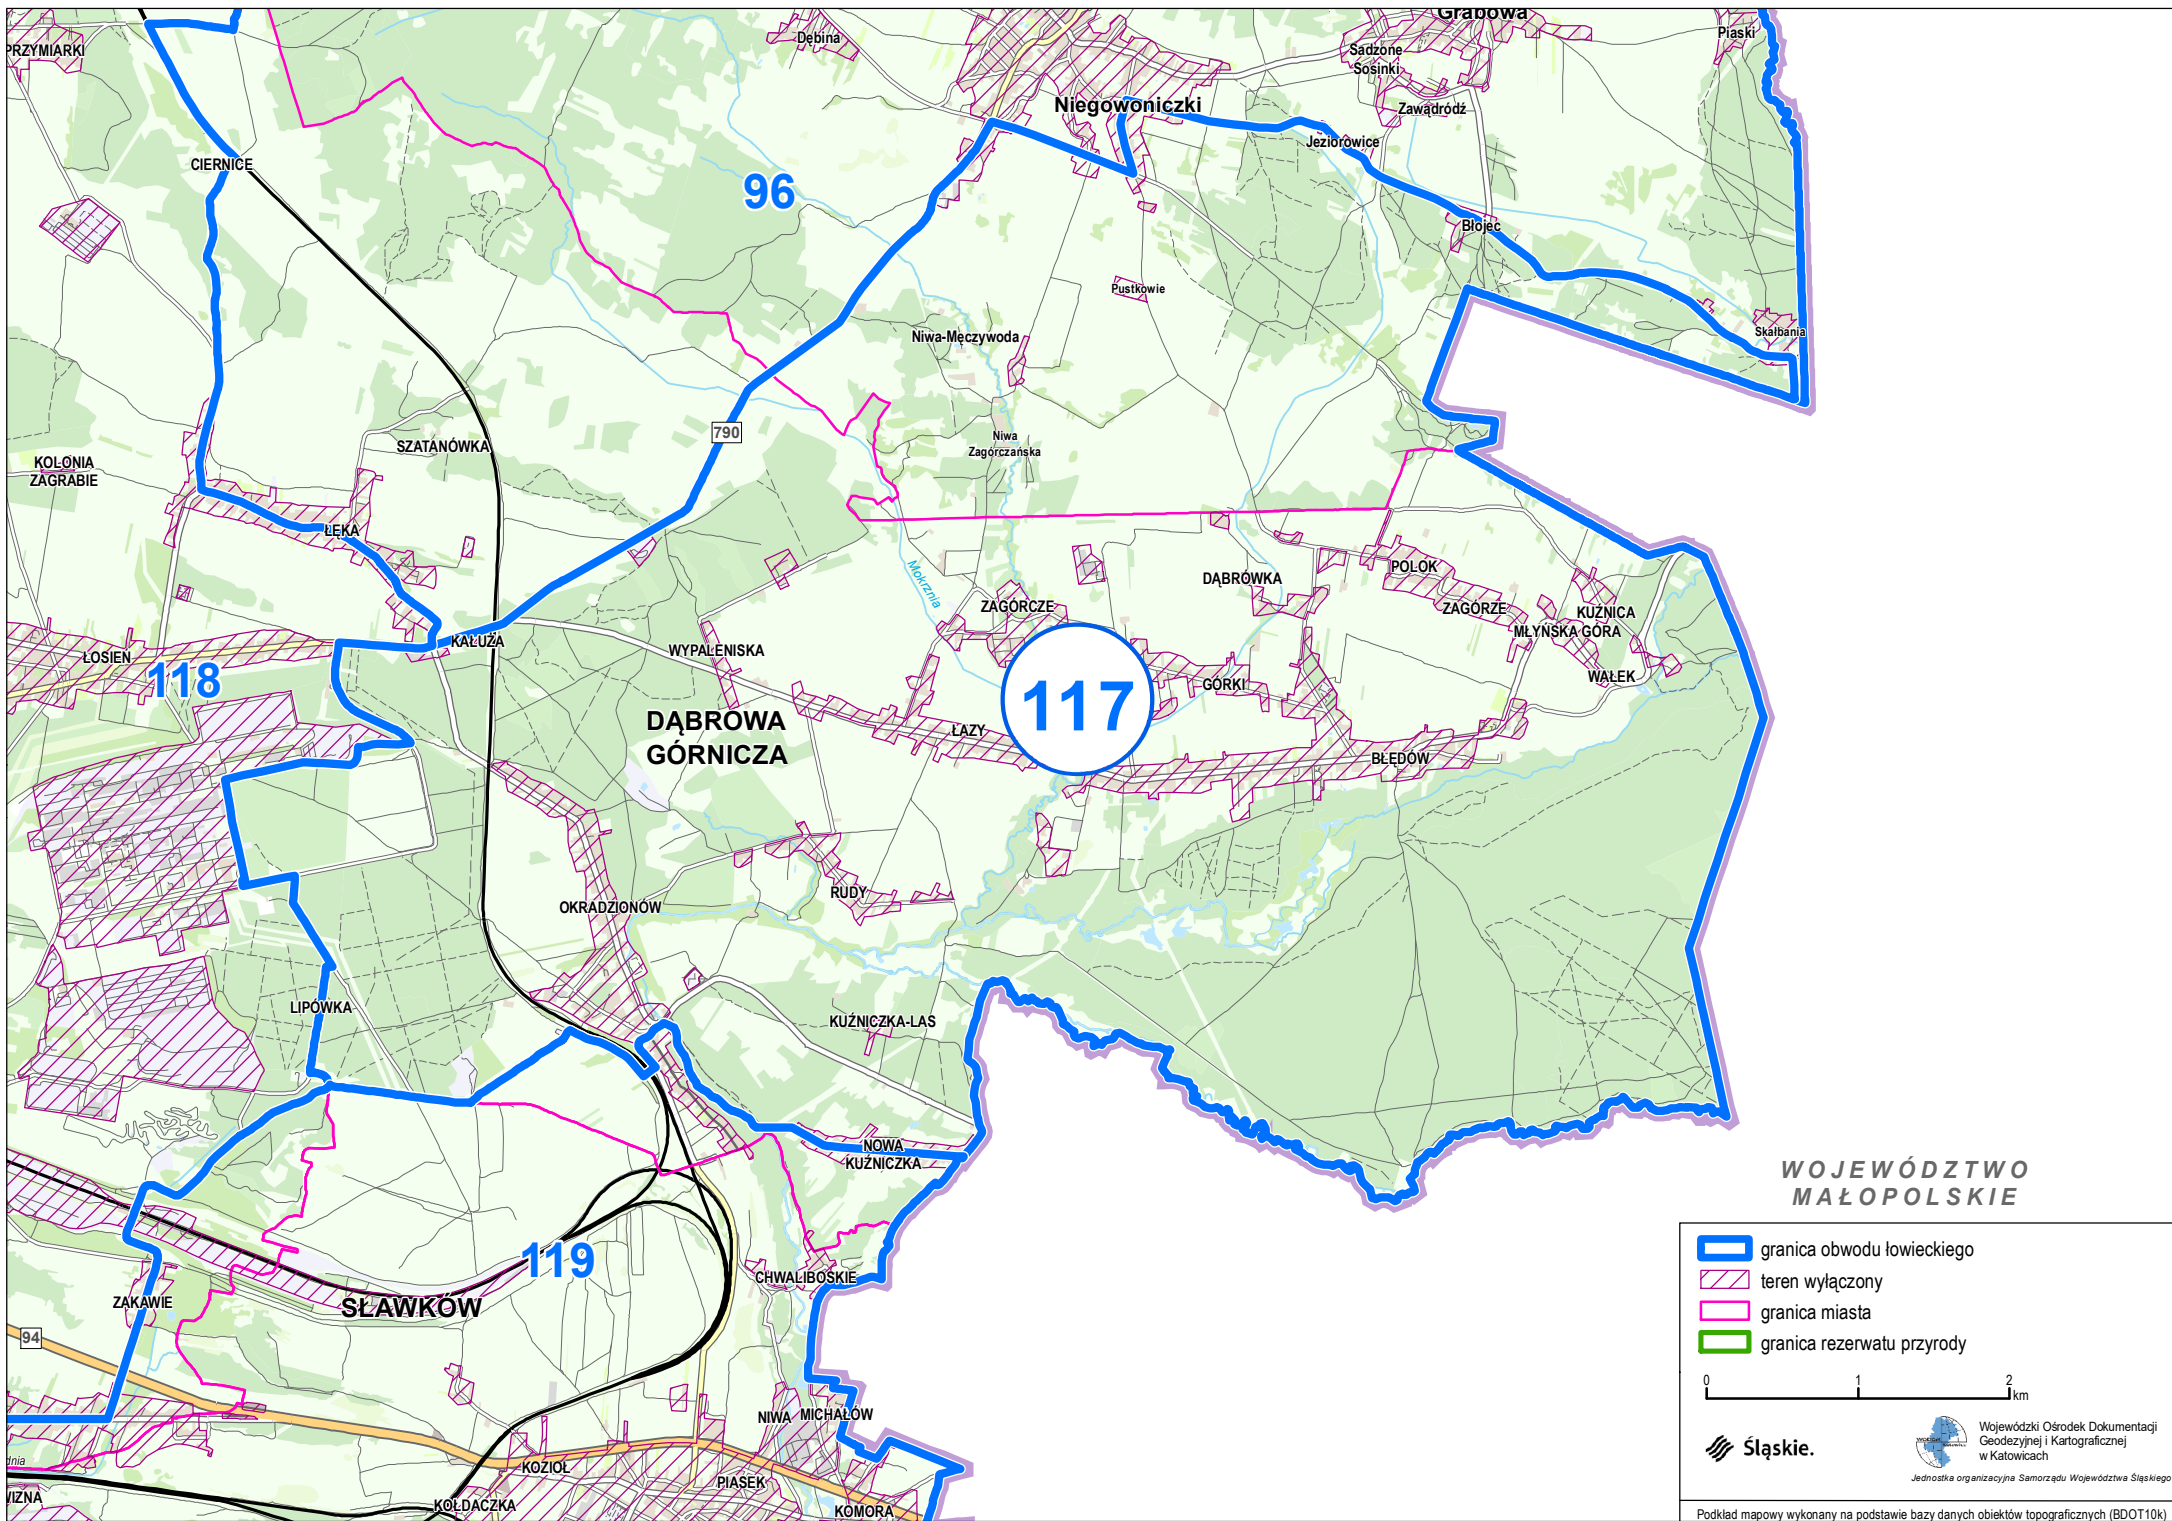 Grabowa
Piaski
PRZYMIARKI
Dębina
Sadzone
Sosinki
Niegowoniczki
Zawądródź
Jeziorowice
CIERNICE
96
Błojec
Pustkowie
Niwa-Męczywoda
Skałbania
790
SZATANÓWKA
Niwa
Zagórczańska
KOLONIA
ZAGRABIE
ŁĘKA
Mokrznia
DĄBRÓWKA
POLOK
ZAGÓRCZE
ZAGÓRZE
KUŹNICA
MŁYŃSKA GÓRA
KAŁUŻA
WYPALENISKA
ŁOSIEŃ
118
GÓRKI
WAŁEK
117
DĄBROWA
GÓRNICZA
ŁAZY
BŁĘDÓW
RUDY
OKRADZIONÓW
LIPÓWKA
KUŹNICZKA-LAS
NOWA
KUŹNICZKA
WOJEWÓDZTWO
MAŁOPOLSKIE
119
CHWALIBOSKIE
ZAKAWIE
SŁAWKÓW
94
NIWA
MICHAŁÓW
KOZIOŁ
PIASEK
dnia
WIZNA
KOŁDACZKA
KOMORA
granica obwodu łowieckiego
teren wyłączony
granica miasta
granica rezerwatu przyrody
0 1 2
km
Śląskie.
Wojewódzki Ośrodek Dokumentacji
Geodezyjnej i Kartograficznej
w Katowicach
Jednostka organizacyjna Samorządu Województwa Śląskiego
Podkład mapowy wykonany na podstawie bazy danych obiektów topograficznych (BDOT10k)